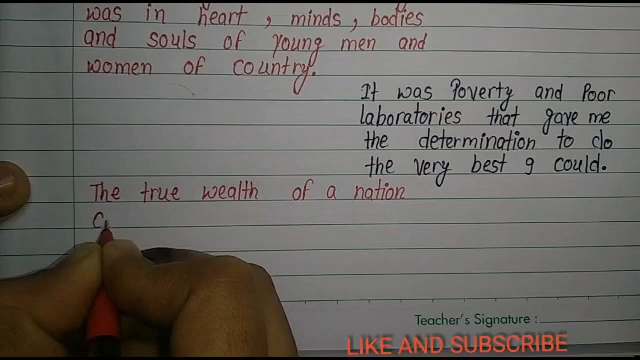 was in heart, minds, bodies
and souls of young men and
women of country.
It was Poverty and Poor
laboratories that gave me
the determination to do
the very best I could.
The true wealth of a nation
C
Teacher's Signature :
LIKE AND SUBSCRIBE